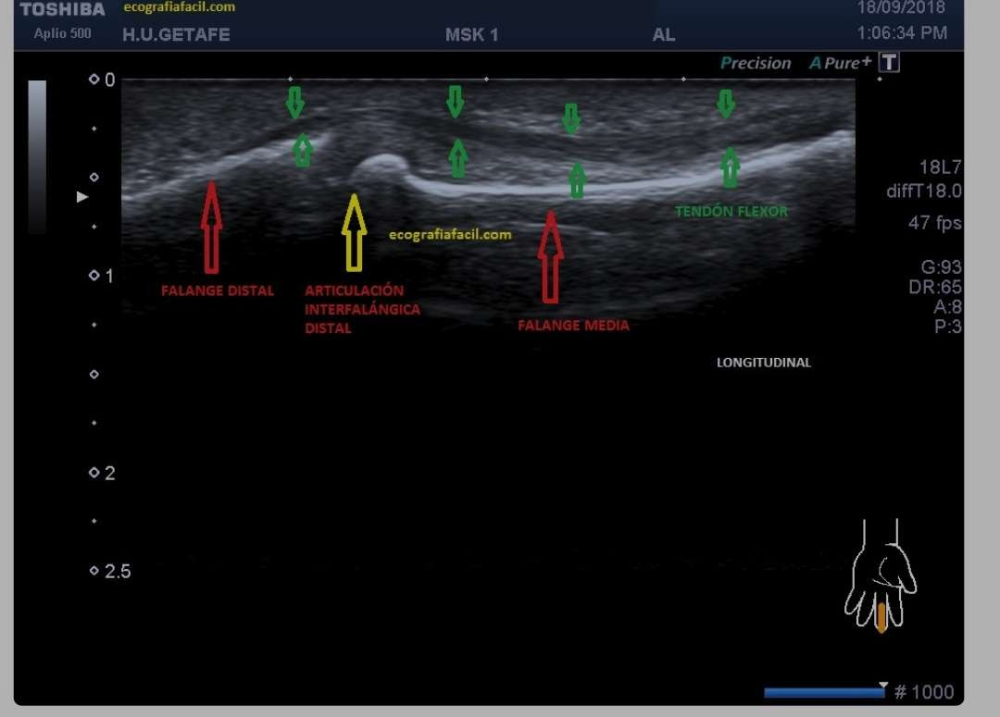 TOSHIBA ecografiafacil.com 18/09/2018
Aplio 500 H.U.GETAFE MSK 1 AL 1:06:34 PM
Precision A Pure+ T
0
18L7
diffT18.0
47 fps
TENDÓN FLEXOR
ecografiafacil.com
G:93
DR:65
A:8
P:3
1
FALANGE DISTAL
ARTICULACIÓN
INTERFALÁNGICA
DISTAL
FALANGE MEDIA
LONGITUDINAL
2
2.5
# 1000